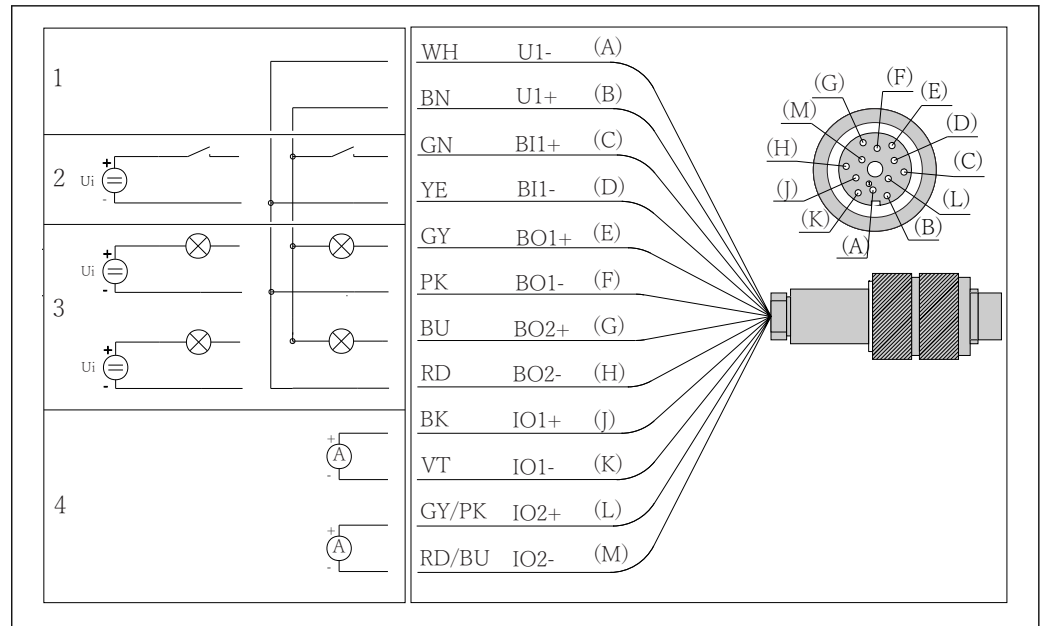 1
2
Ui
+
-
3
Ui
+
-
Ui
+
-
4
+
A
-
+
A
-
WH U1- (A)
BN U1+ (B)
GN BI1+ (C)
YE BI1- (D)
GY BO1+ (E)
PK BO1- (F)
BU BO2+ (G)
RD BO2- (H)
BK IO1+ (J)
VT IO1- (K)
GY/PK IO2+ (L)
RD/BU IO2- (M)
(F)
(G) (E)
(M) (D)
(H) (C)
(J) (L)
(K) (B)
(A)